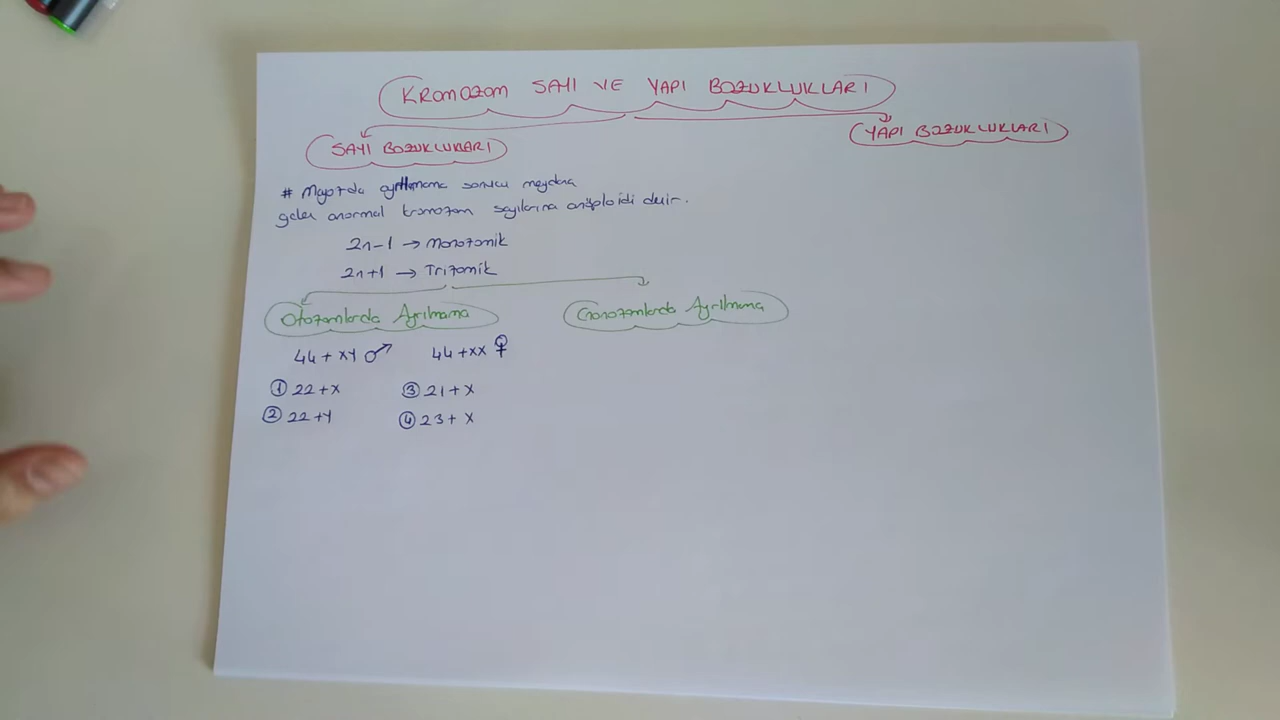 KROMOZOM SAYI VE YAPI BOZUKLUKLARI
SAYI BOZUKLUKLARI
YAPI BOZUKLUKLARI
# Mayozda ayrılmama sonucu meydana
gelen anormal kromozom sayılarına anöploidi denir.
2n-1 → Monozomik
2n+1 → Trizomik
Otozomlarda Ayrılmama
Gonozomlarda Ayrılmama
44+XY ♂ 44+XX ♀
① 22+X ③ 21+X
② 22+Y ④ 23+X